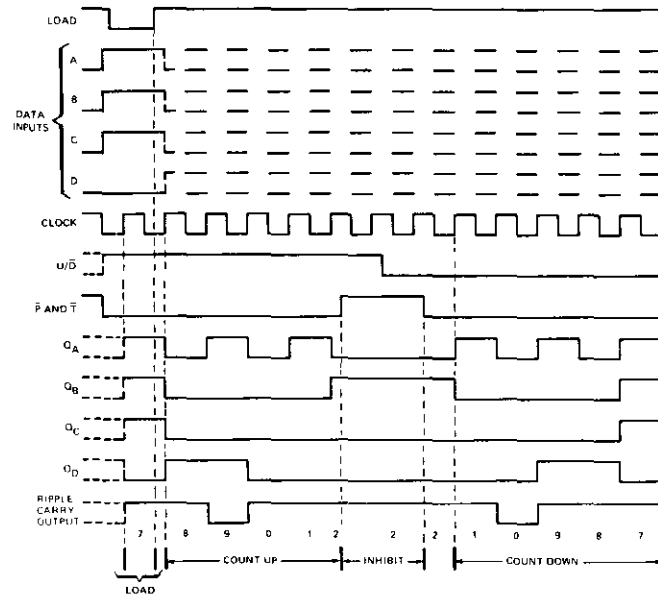 LOAD
A
B
DATA
INPUTS
C
D
CLOCK
U/D̅
P̅ AND T̅
QA
QB
QC
QD
RIPPLE
CARRY
OUTPUT
7 8 9 0 1 2 2 2 1 0 9 8 7
COUNT UP INHIBIT COUNT DOWN
LOAD